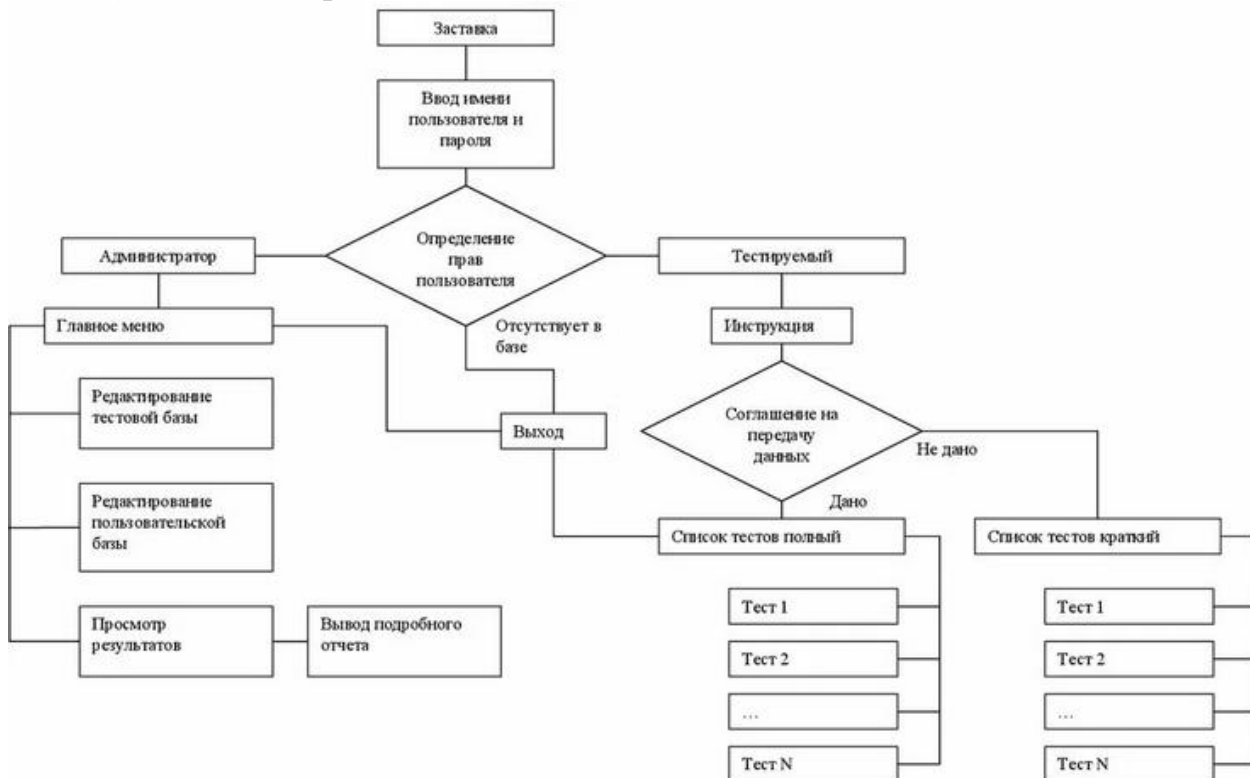 Заставка
Ввод имени
пользователя и
пароля
Определение
прав
пользователя
Администратор
Тестируемый
Главное меню
Отсутствует в
базе
Инструкция
Редактирование
тестовой базы
Выход
Соглашение на
передачу
данных
Не дано
Дано
Редактирование
пользовательской
базы
Список тестов полный
Список тестов краткий
Просмотр
результатов
Вывод подробного
отчета
Тест 1
Тест 2
…
Тест N
Тест 1
Тест 2
…
Тест N